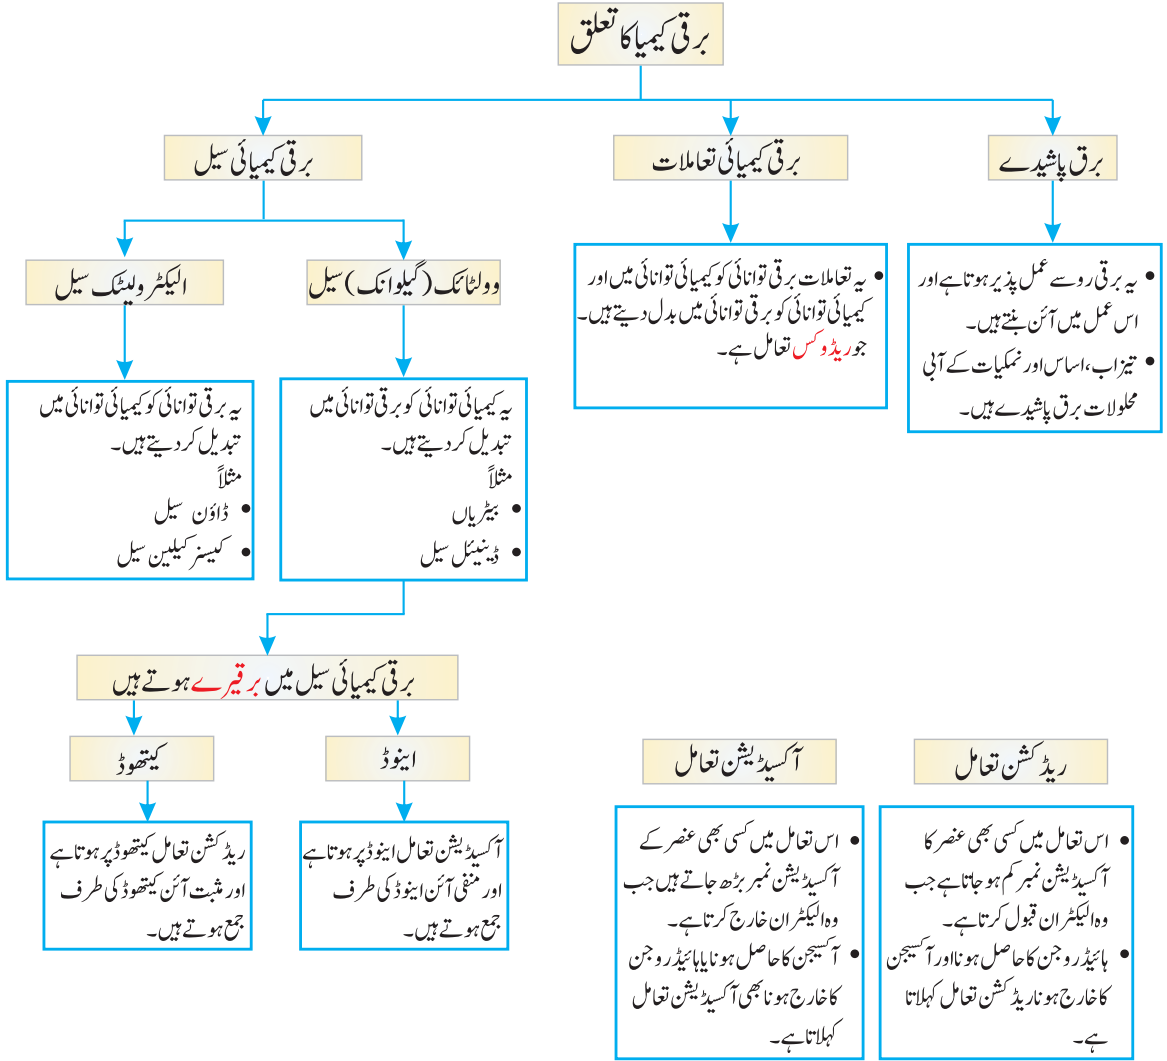 برقی کیمیا کا تعلق
برق پاشیدے
برقی کیمیائی تعاملات
برقی کیمیائی سیل
یہ برقی رو سے عمل پذیر ہوتا ہے اور
اس عمل میں آئن بنتے ہیں۔
تیزاب، اساس اور نمکیات کے آبی
محلولات برق پاشیدے ہیں۔
یہ تعاملات برقی توانائی کو کیمیائی توانائی میں اور
کیمیائی توانائی کو برقی توانائی میں بدل دیتے ہیں۔
جو ریڈوکس تعامل ہے۔
وولٹائک (گیلوانک) سیل
الیکٹرولیٹک سیل
یہ کیمیائی توانائی کو برقی توانائی میں
تبدیل کر دیتے ہیں۔
مثلاً
بیٹریاں
ڈینیئل سیل
یہ برقی توانائی کو کیمیائی توانائی میں
تبدیل کر دیتے ہیں۔
مثلاً
ڈاؤن سیل
کیسنر کیلین سیل
برقی کیمیائی سیل میں برقیرے ہوتے ہیں
اینوڈ
کیتھوڈ
آکسیڈیشن تعامل اینوڈ پر ہوتا ہے
اور منفی آئن اینوڈ کی طرف
جمع ہوتے ہیں۔
ریڈکشن تعامل کیتھوڈ پر ہوتا ہے
اور مثبت آئن کیتھوڈ کی طرف
جمع ہوتے ہیں۔
ریڈکشن تعامل
آکسیڈیشن تعامل
اس تعامل میں کسی بھی عنصر کا
آکسیڈیشن نمبر کم ہو جاتا ہے جب
وہ الیکٹران قبول کرتا ہے۔
ہائیڈروجن کا حاصل ہونا اور آکسیجن
کا خارج ہونا ریڈکشن تعامل کہلاتا
ہے۔
اس تعامل میں کسی بھی عنصر کے
آکسیڈیشن نمبر بڑھ جاتے ہیں جب
وہ الیکٹران خارج کرتا ہے۔
آکسیجن کا حاصل ہونا یا ہائیڈروجن
کا خارج ہونا بھی آکسیڈیشن تعامل
کہلاتا ہے۔